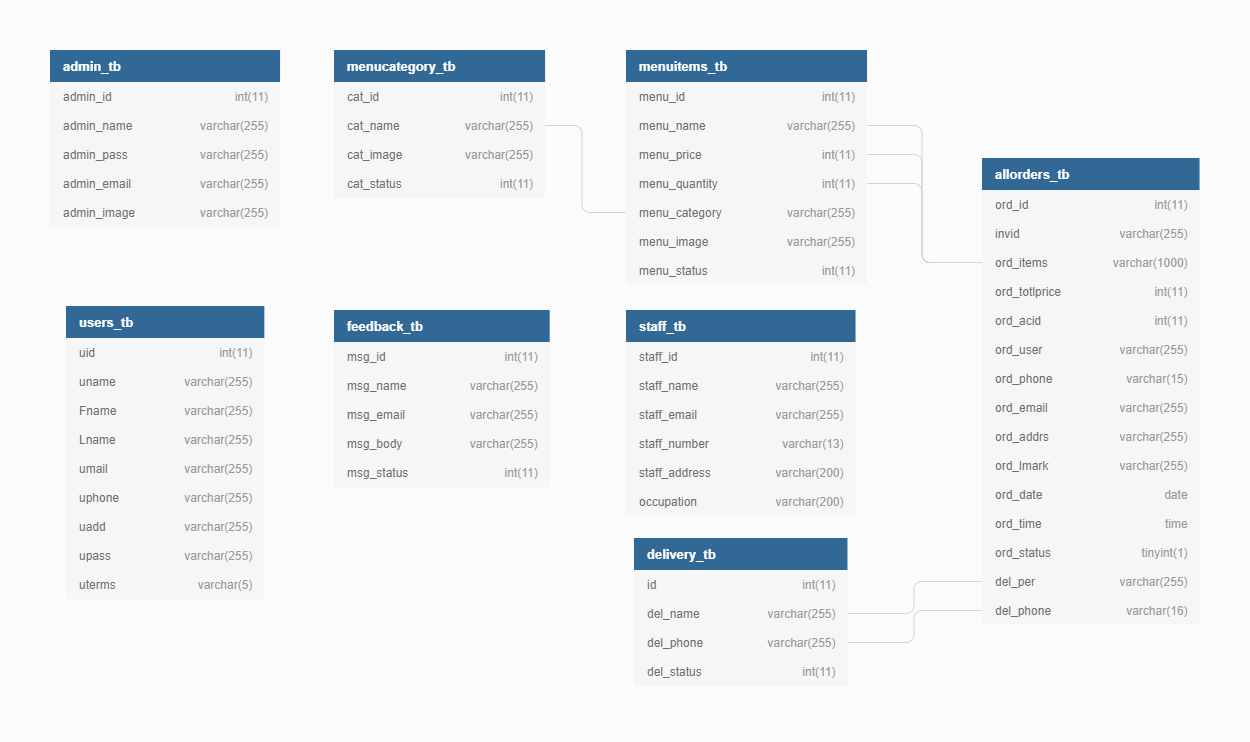 admin_tb
admin_id int(11)
admin_name varchar(255)
admin_pass varchar(255)
admin_email varchar(255)
admin_image varchar(255)
menucategory_tb
cat_id int(11)
cat_name varchar(255)
cat_image varchar(255)
cat_status int(11)
menuitems_tb
menu_id int(11)
menu_name varchar(255)
menu_price int(11)
menu_quantity int(11)
menu_category varchar(255)
menu_image varchar(255)
menu_status int(11)
allorders_tb
ord_id int(11)
invid varchar(255)
ord_items varchar(1000)
ord_totlprice int(11)
ord_acid int(11)
ord_user varchar(255)
ord_phone varchar(15)
ord_email varchar(255)
ord_addrs varchar(255)
ord_lmark varchar(255)
ord_date date
ord_time time
ord_status tinyint(1)
del_per varchar(255)
del_phone varchar(16)
users_tb
uid int(11)
uname varchar(255)
Fname varchar(255)
Lname varchar(255)
umail varchar(255)
uphone varchar(255)
uadd varchar(255)
upass varchar(255)
uterms varchar(5)
feedback_tb
msg_id int(11)
msg_name varchar(255)
msg_email varchar(255)
msg_body varchar(255)
msg_status int(11)
staff_tb
staff_id int(11)
staff_name varchar(255)
staff_email varchar(255)
staff_number varchar(13)
staff_address varchar(200)
occupation varchar(200)
delivery_tb
id int(11)
del_name varchar(255)
del_phone varchar(255)
del_status int(11)